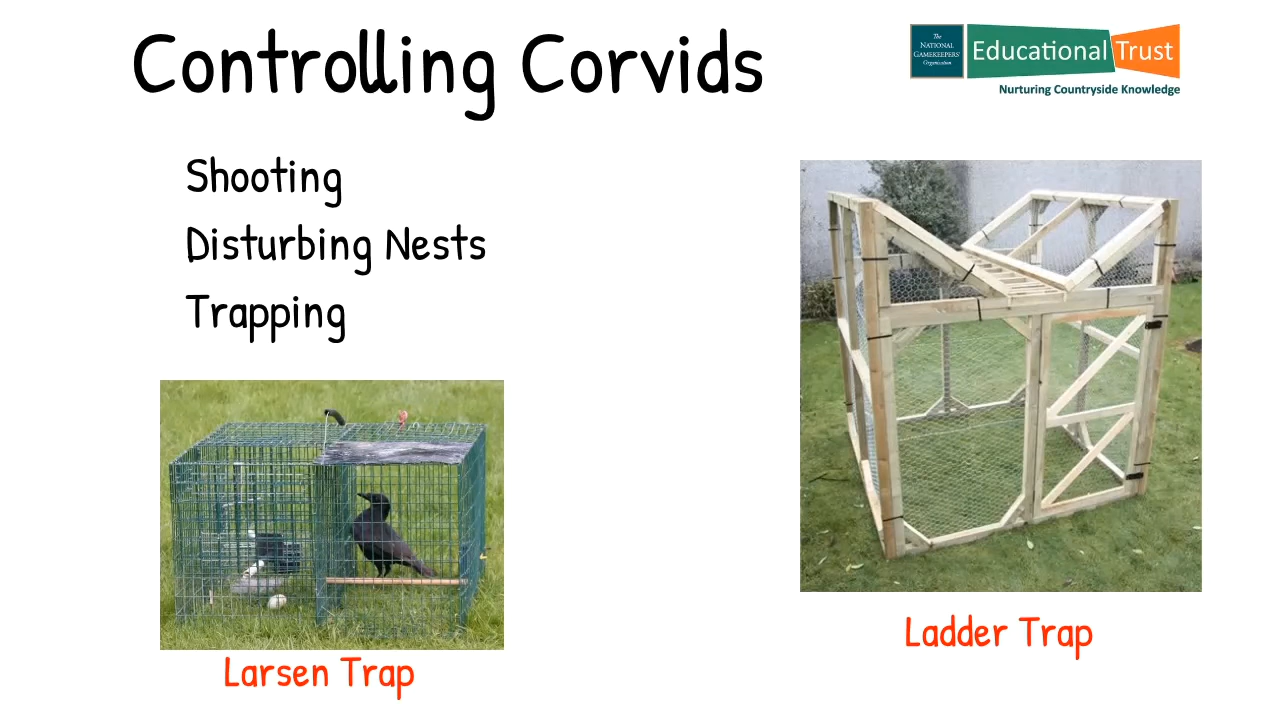 Controlling Corvids
The
NATIONAL
GAMEKEEPERS'
Organisation
Educational Trust
Nurturing Countryside Knowledge
Shooting
Disturbing Nests
Trapping
Larsen Trap
Ladder Trap